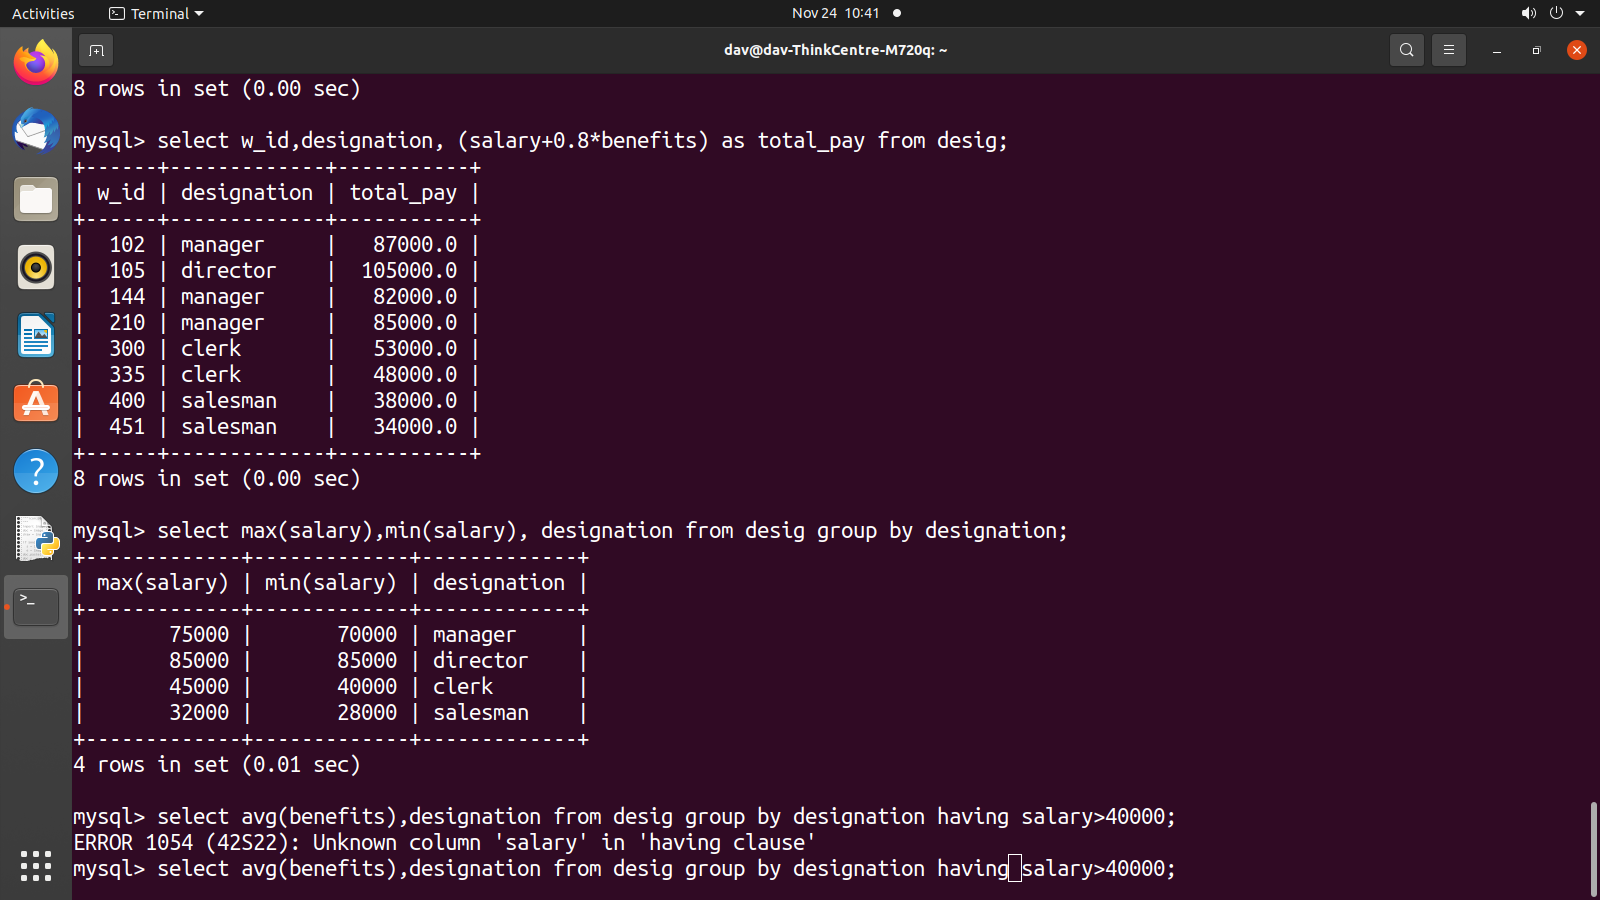 Activities
Terminal
Nov 24 10:41
dav@dav-ThinkCentre-M720q: ~
8 rows in set (0.00 sec)
mysql> select w_id,designation, (salary+0.8*benefits) as total_pay from desig;
+------+-------------+-----------+
| w_id | designation | total_pay |
+------+-------------+-----------+
|  102 | manager     |   87000.0 |
|  105 | director    |  105000.0 |
|  144 | manager     |   82000.0 |
|  210 | manager     |   85000.0 |
|  300 | clerk       |   53000.0 |
|  335 | clerk       |   48000.0 |
|  400 | salesman    |   38000.0 |
|  451 | salesman    |   34000.0 |
+------+-------------+-----------+
8 rows in set (0.00 sec)
mysql> select max(salary),min(salary), designation from desig group by designation;
+-------------+-------------+-------------+
| max(salary) | min(salary) | designation |
+-------------+-------------+-------------+
|       75000 |       70000 | manager     |
|       85000 |       85000 | director    |
|       45000 |       40000 | clerk       |
|       32000 |       28000 | salesman    |
+-------------+-------------+-------------+
4 rows in set (0.01 sec)
mysql> select avg(benefits),designation from desig group by designation having salary>40000;
ERROR 1054 (42S22): Unknown column 'salary' in 'having clause'
mysql> select avg(benefits),designation from desig group by designation having salary>40000;